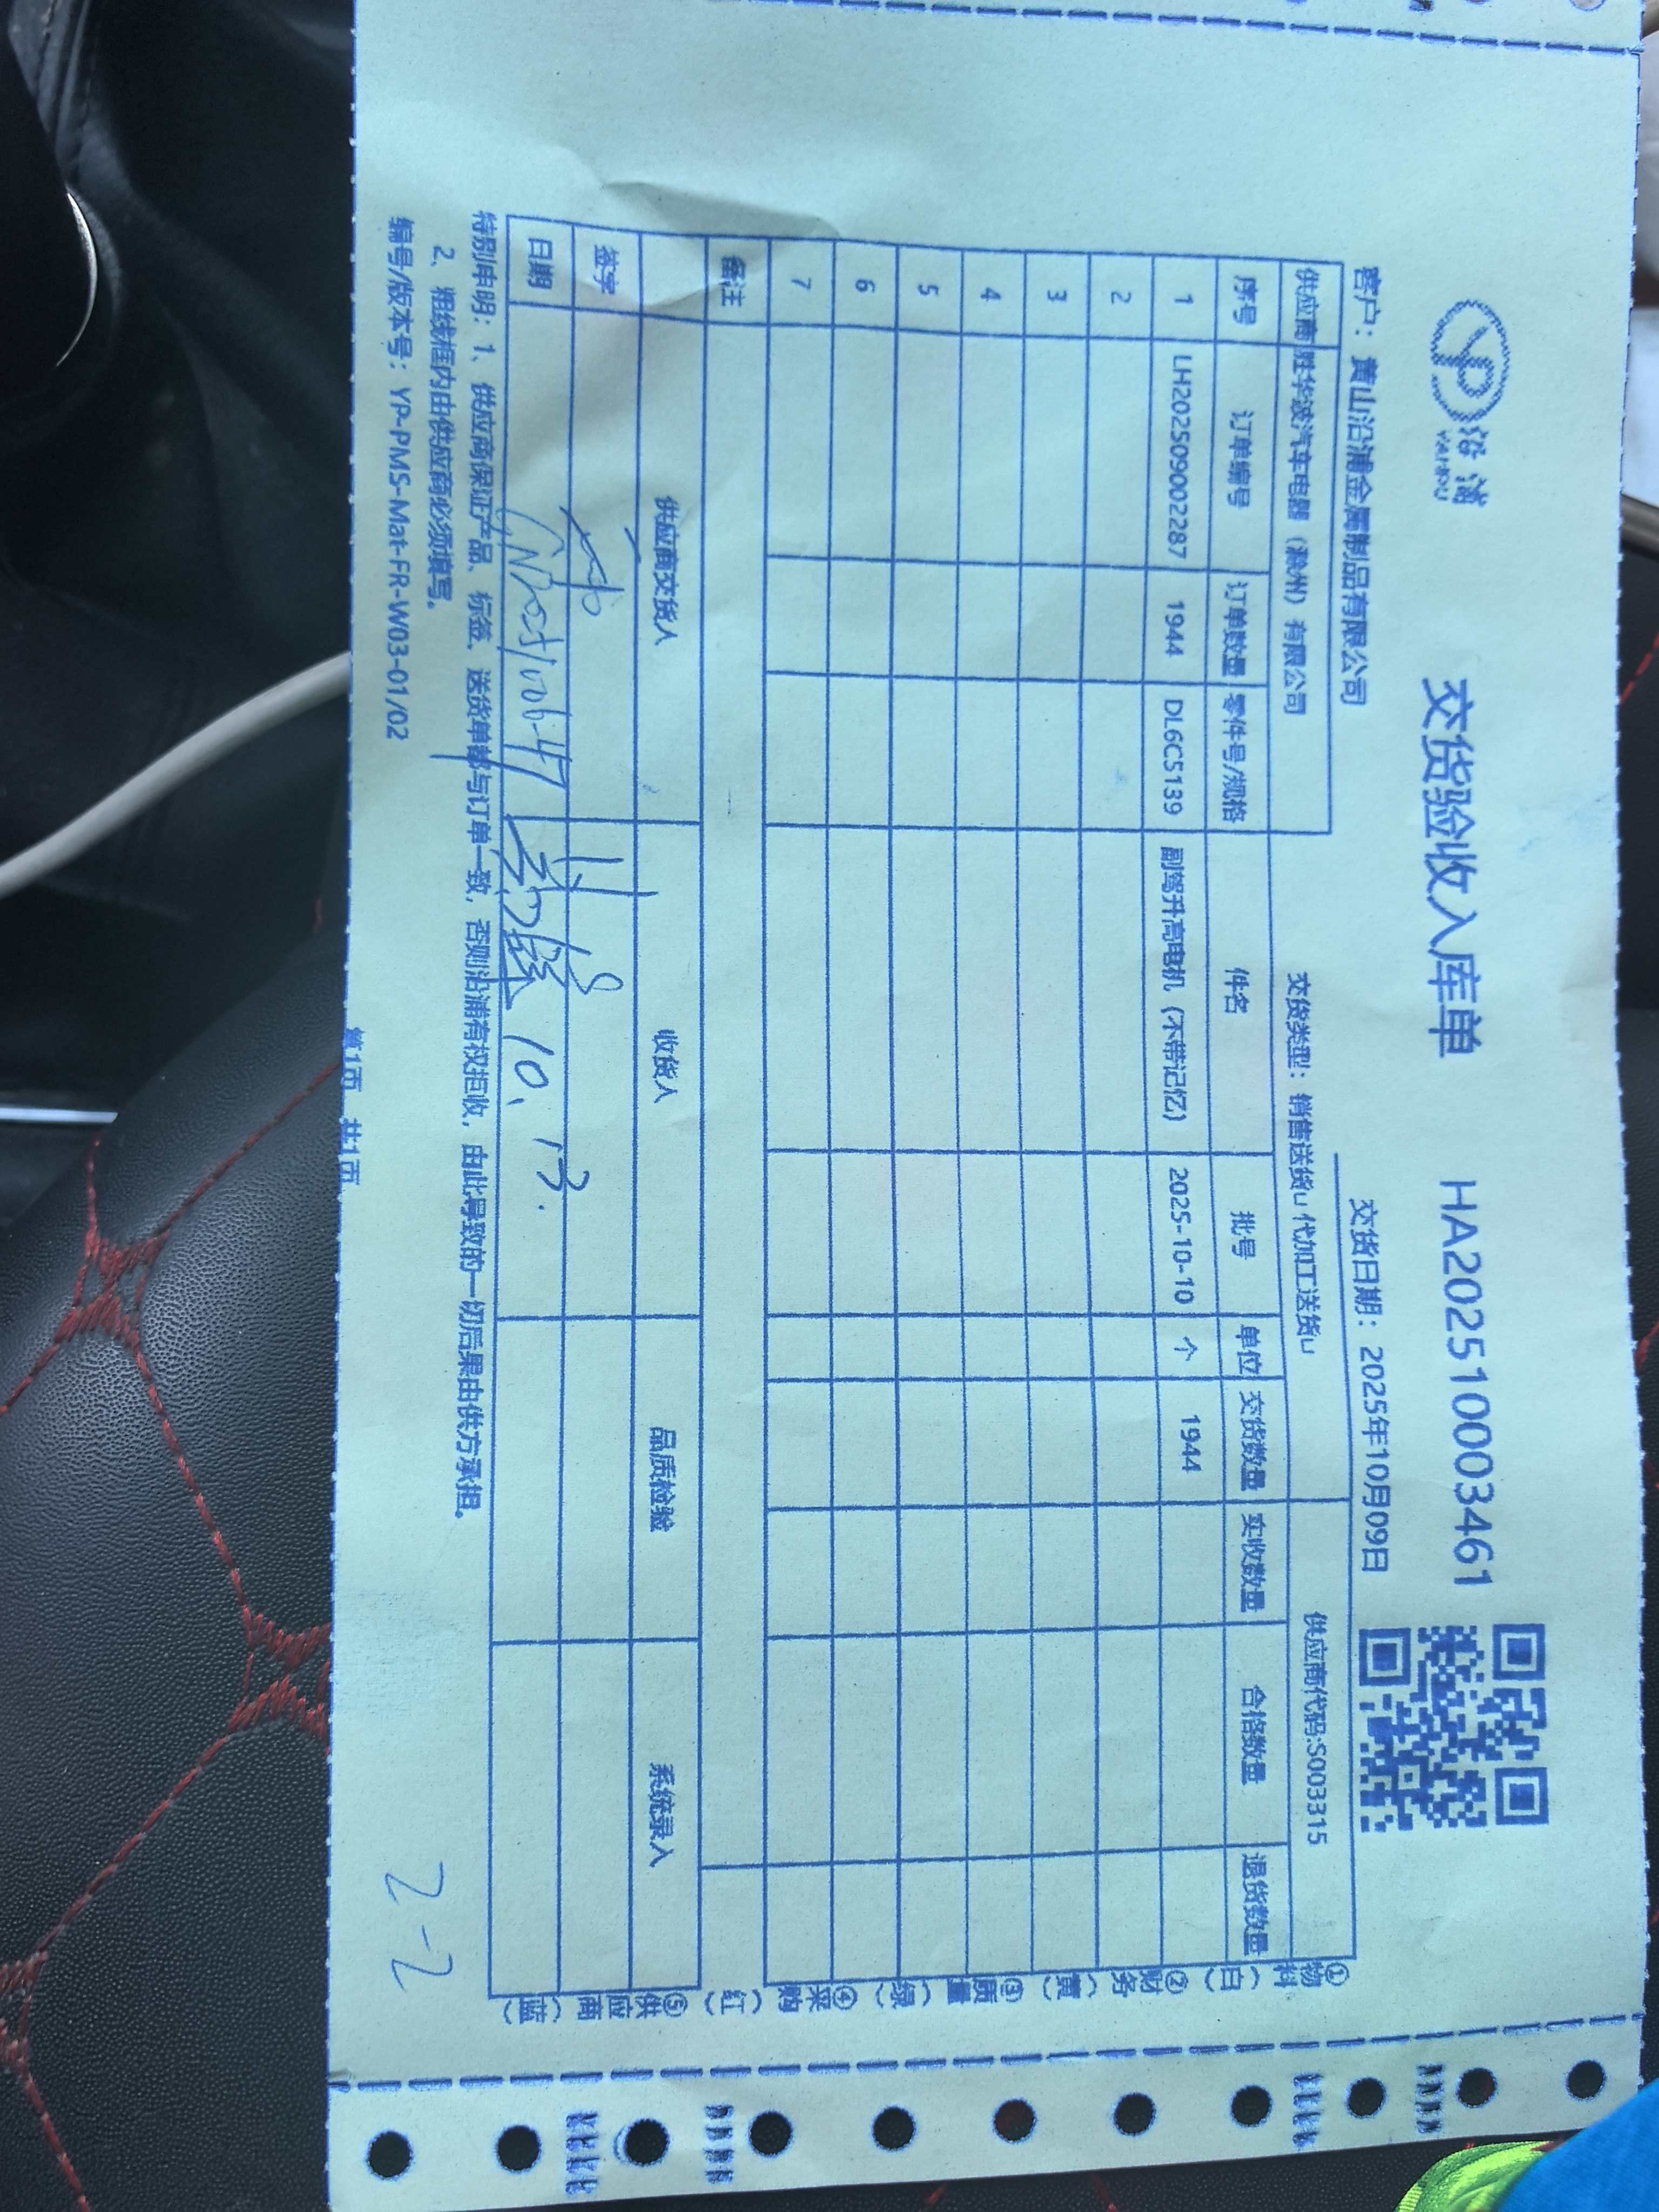 沿浦
YANPU
交货验收入库单
HA2025100003461
客户：黄山沿浦金属制品有限公司
交货日期：2025年10月09日
供应商 胜华波汽车电器（滁州）有限公司 交货类型：销售送货 代加工送货 供应商代码:S003315
序号 订单编号 订单数量 零件号/规格 件名 批号 单位 交货数量 实收数量 合格数量 退货数量
1 LH202509002287 1944 DL6C5139 副驾升高电机（不带记忆） 2025-10-10 个 1944
2
3
4
5
6
7
备注
供应商交货人 收货人 品质检验 系统录入
签字
日期 10.13.
特别申明：1、供应商保证产品、标签、送货单都与订单一致，否则沿浦有权拒收，由此导致的一切后果由供方承担。
2、粗线框内由供应商必须填写。
编号/版本号：YP-PMS-Mat-FR-W03-01/02
第1页 共1页
2-2
①物料（白）②财务（黄）③质量（绿）④采购（红）⑤供应商（蓝）